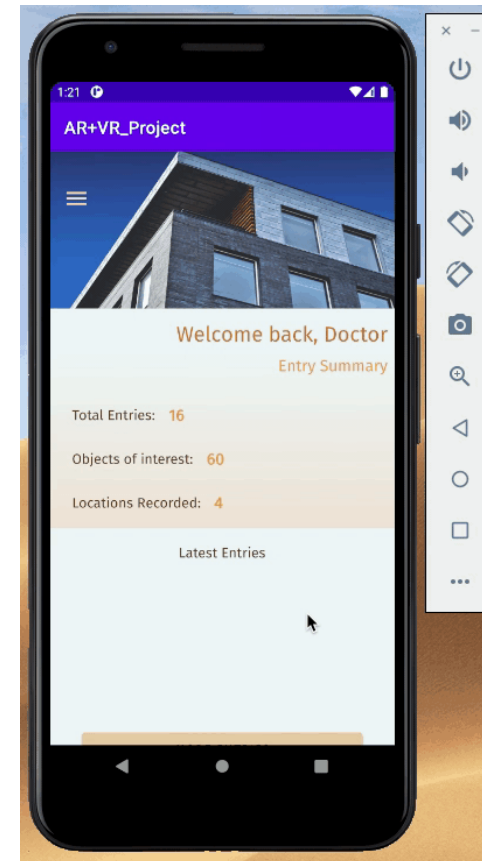 1:21
AR+VR_Project
Welcome back, Doctor
Entry Summary
Total Entries: 16
Objects of interest: 60
Locations Recorded: 4
Latest Entries